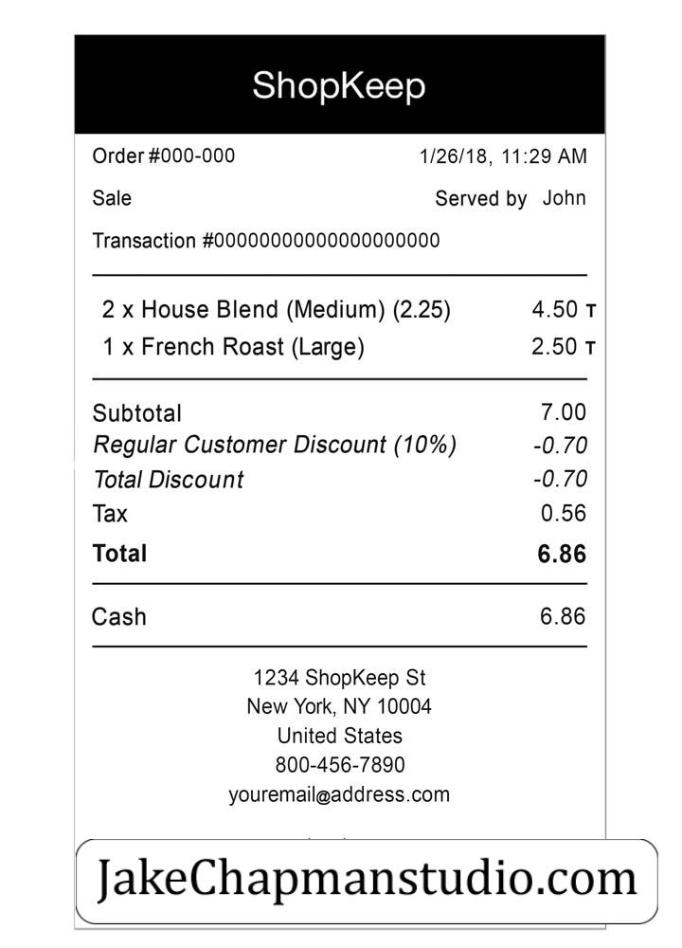 ShopKeep
Order #000-000 1/26/18, 11:29 AM
Sale Served by John
Transaction #00000000000000000000
2 x House Blend (Medium) (2.25) 4.50 T
1 x French Roast (Large) 2.50 T
Subtotal 7.00
Regular Customer Discount (10%) -0.70
Total Discount -0.70
Tax 0.56
Total 6.86
Cash 6.86
1234 ShopKeep St
New York, NY 10004
United States
800-456-7890
youremail@address.com
JakeChapmanstudio.com